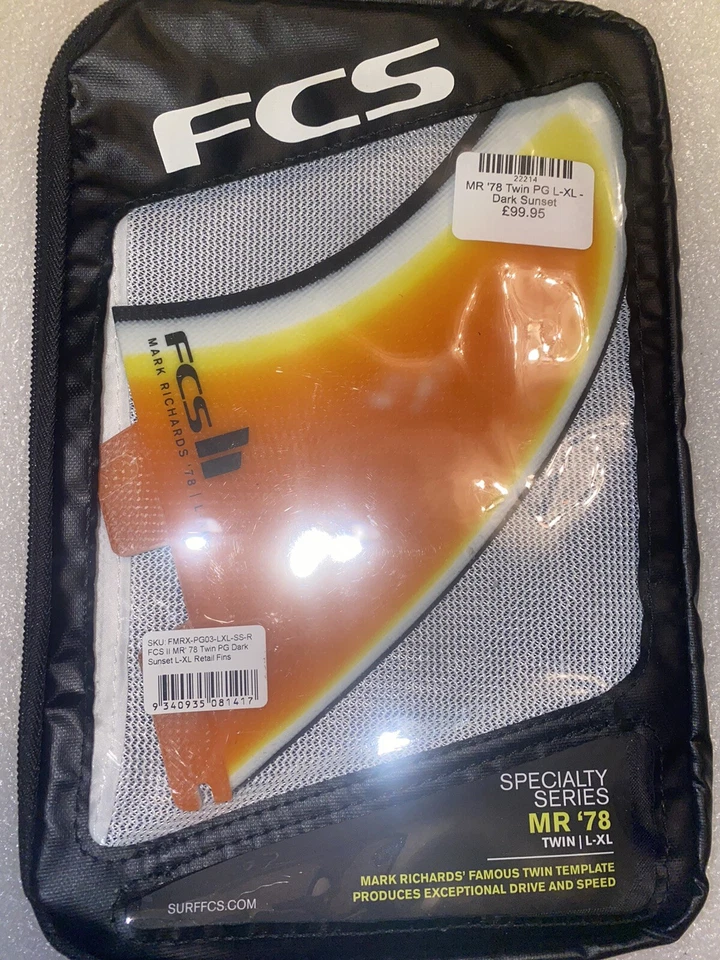 FCS
22214
MR '78 Twin PG L-XL -
Dark Sunset
£99.95
FCS II
MARK RICHARDS '78 | L
SKU: FMRX-PG03-LXL-SS-R
FCS II MR' 78 Twin PG Dark
Sunset L-XL Retail Fins
9 340935 081417
SPECIALTY
SERIES
MR ‘78
TWIN | L-XL
MARK RICHARDS’ FAMOUS TWIN TEMPLATE
PRODUCES EXCEPTIONAL DRIVE AND SPEED
SURFFCS.COM